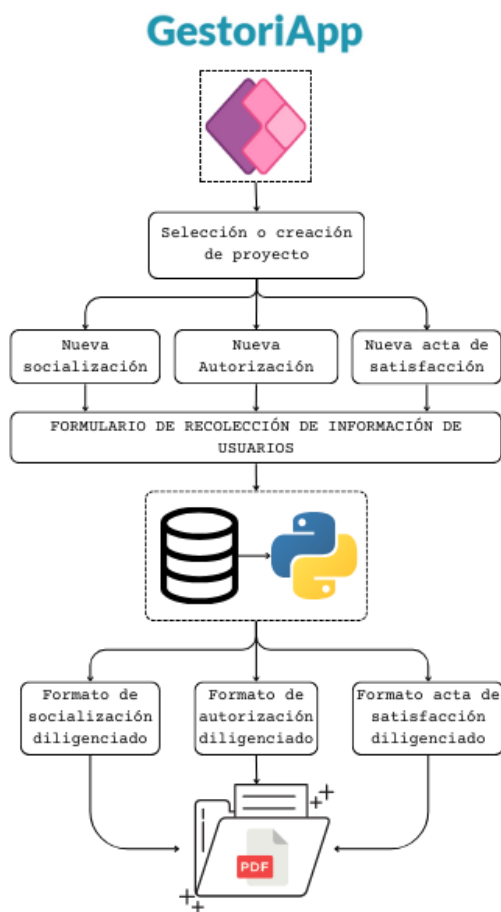 GestoriApp
Selección o creación
de proyecto
Nueva
socialización
Nueva
Autorización
Nueva acta de
satisfacción
FORMULARIO DE RECOLECCIÓN DE INFORMACIÓN DE
USUARIOS
Formato de
socialización
diligenciado
Formato de
autorización
diligenciado
Formato acta de
satisfacción
diligenciado
PDF